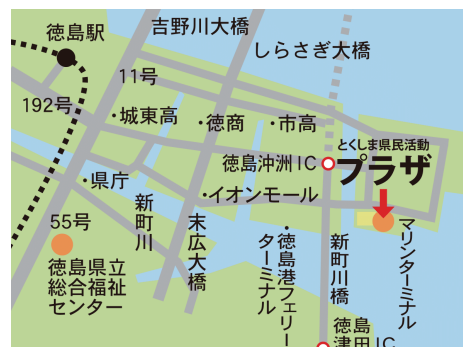 吉野川大橋
徳島駅
しらさぎ大橋
11号
192号
・城東高
・徳商
・市高
とくしま県民活動
プラザ
徳島沖洲IC
・県庁
・イオンモール
新町川
末広大橋
・徳島港フェリー
ターミナル
新町川橋
マリンターミナル
55号
徳島県立
総合福祉
センター
徳島
津田IC